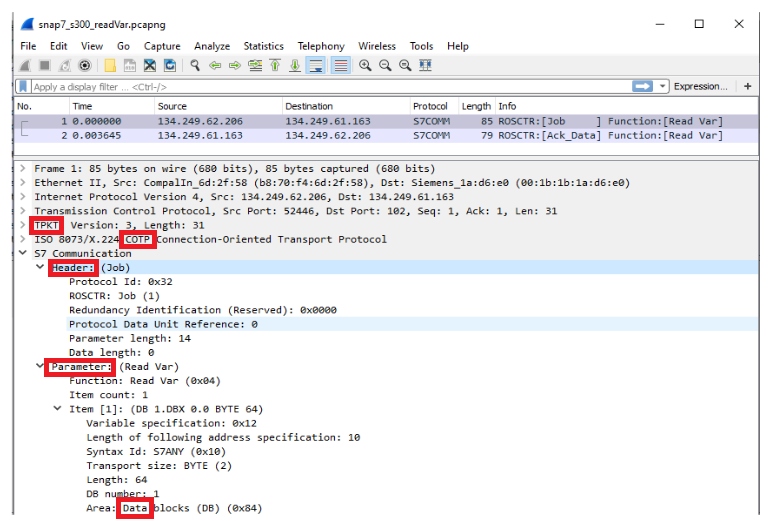 snap7_s300_readVar.pcapng
File Edit View Go Capture Analyze Statistics Telephony Wireless Tools Help
Apply a display filter ... <Ctrl-/> Expression... +
No. Time Source Destination Protocol Length Info
1 0.000000 134.249.62.206 134.249.61.163 S7COMM 85 ROSCTR:[Job ] Function:[Read Var]
2 0.003645 134.249.61.163 134.249.62.206 S7COMM 79 ROSCTR:[Ack_Data] Function:[Read Var]
Frame 1: 85 bytes on wire (680 bits), 85 bytes captured (680 bits)
Ethernet II, Src: CompalIn_6d:2f:58 (b8:70:f4:6d:2f:58), Dst: Siemens_1a:d6:e0 (00:1b:1b:1a:d6:e0)
Internet Protocol Version 4, Src: 134.249.62.206, Dst: 134.249.61.163
Transmission Control Protocol, Src Port: 52446, Dst Port: 102, Seq: 1, Ack: 1, Len: 31
TPKT, Version: 3, Length: 31
ISO 8073/X.224 COTP Connection-Oriented Transport Protocol
S7 Communication
Header: (Job)
Protocol Id: 0x32
ROSCTR: Job (1)
Redundancy Identification (Reserved): 0x0000
Protocol Data Unit Reference: 0
Parameter length: 14
Data length: 0
Parameter: (Read Var)
Function: Read Var (0x04)
Item count: 1
Item [1]: (DB 1.DBX 0.0 BYTE 64)
Variable specification: 0x12
Length of following address specification: 10
Syntax Id: S7ANY (0x10)
Transport size: BYTE (2)
Length: 64
DB number: 1
Area: Data blocks (DB) (0x84)